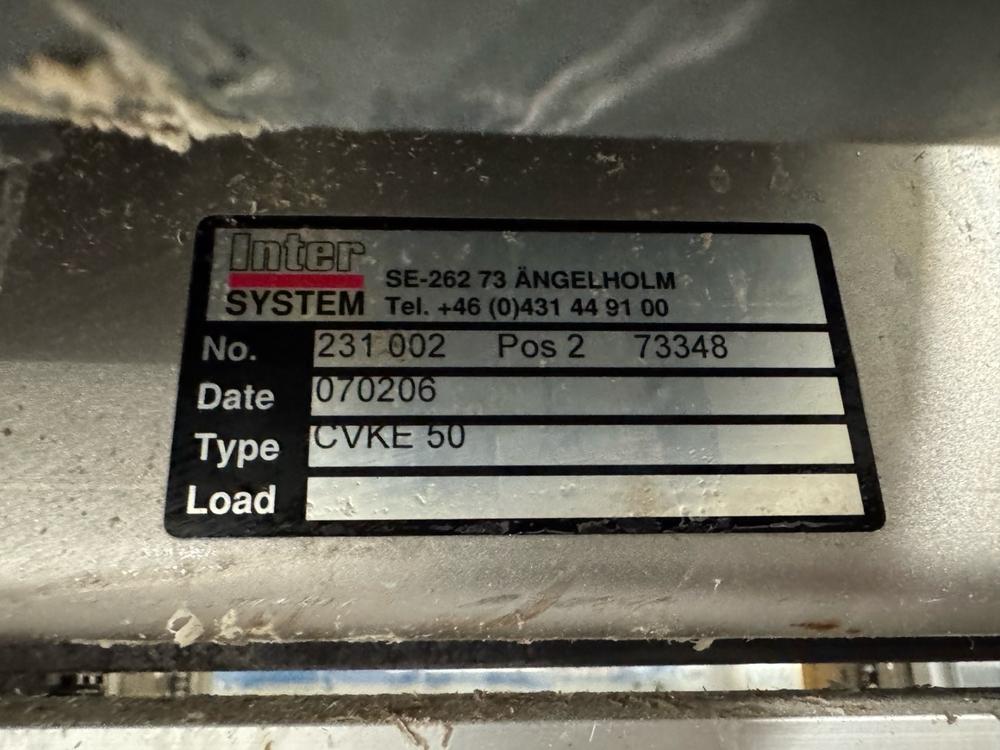 Inter
SYSTEM
SE-262 73 ÄNGELHOLM
Tel. +46 (0)431 44 91 00
No. 231 002 Pos 2 73348
Date 070206
Type CVKE 50
Load